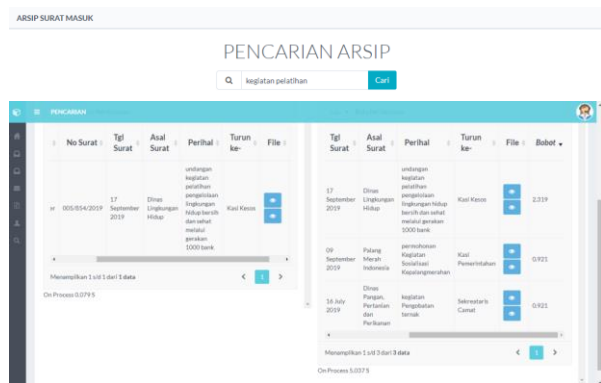 ARSIP SURAT MASUK
PENCARIAN ARSIP
kegiatan pelatihan
Cari
PENCARIAN
No Surat
Tgl
Surat
Asal
Surat
Perihal
Turun
ke-
File
005/854/2019
17
September
2019
Dinas
Lingkungan
Hidup
undangan
kegiatan
pelatihan
pengelolaan
lingkungan
hidup bersih
dan sehat
melalui
gerakan
1000 bank
Kasi Kesos
Menampilkan 1 s/d 1 dari 1 data
1
On Process 0.079 S
Tgl
Surat
Asal
Surat
Perihal
Turun
ke-
File
Bobot
17
September
2019
Dinas
Lingkungan
Hidup
undangan
kegiatan
pelatihan
pengelolaan
lingkungan hidup
bersih dan sehat
melalui gerakan
1000 bank
Kasi Kesos
2.319
09
September
2019
Palang
Merah
Indonesia
permohonan
Kegiatan
Sosialisasi
Kepalangmerahan
Kasi
Pemerintahan
0.921
16 July
2019
Dinas
Pangan,
Pertanian
dan
Perikanan
kegiatan
Pengobatan
ternak
Sekretaris
Camat
0.921
Menampilkan 1 s/d 3 dari 3 data
1
On Process 5.037 S